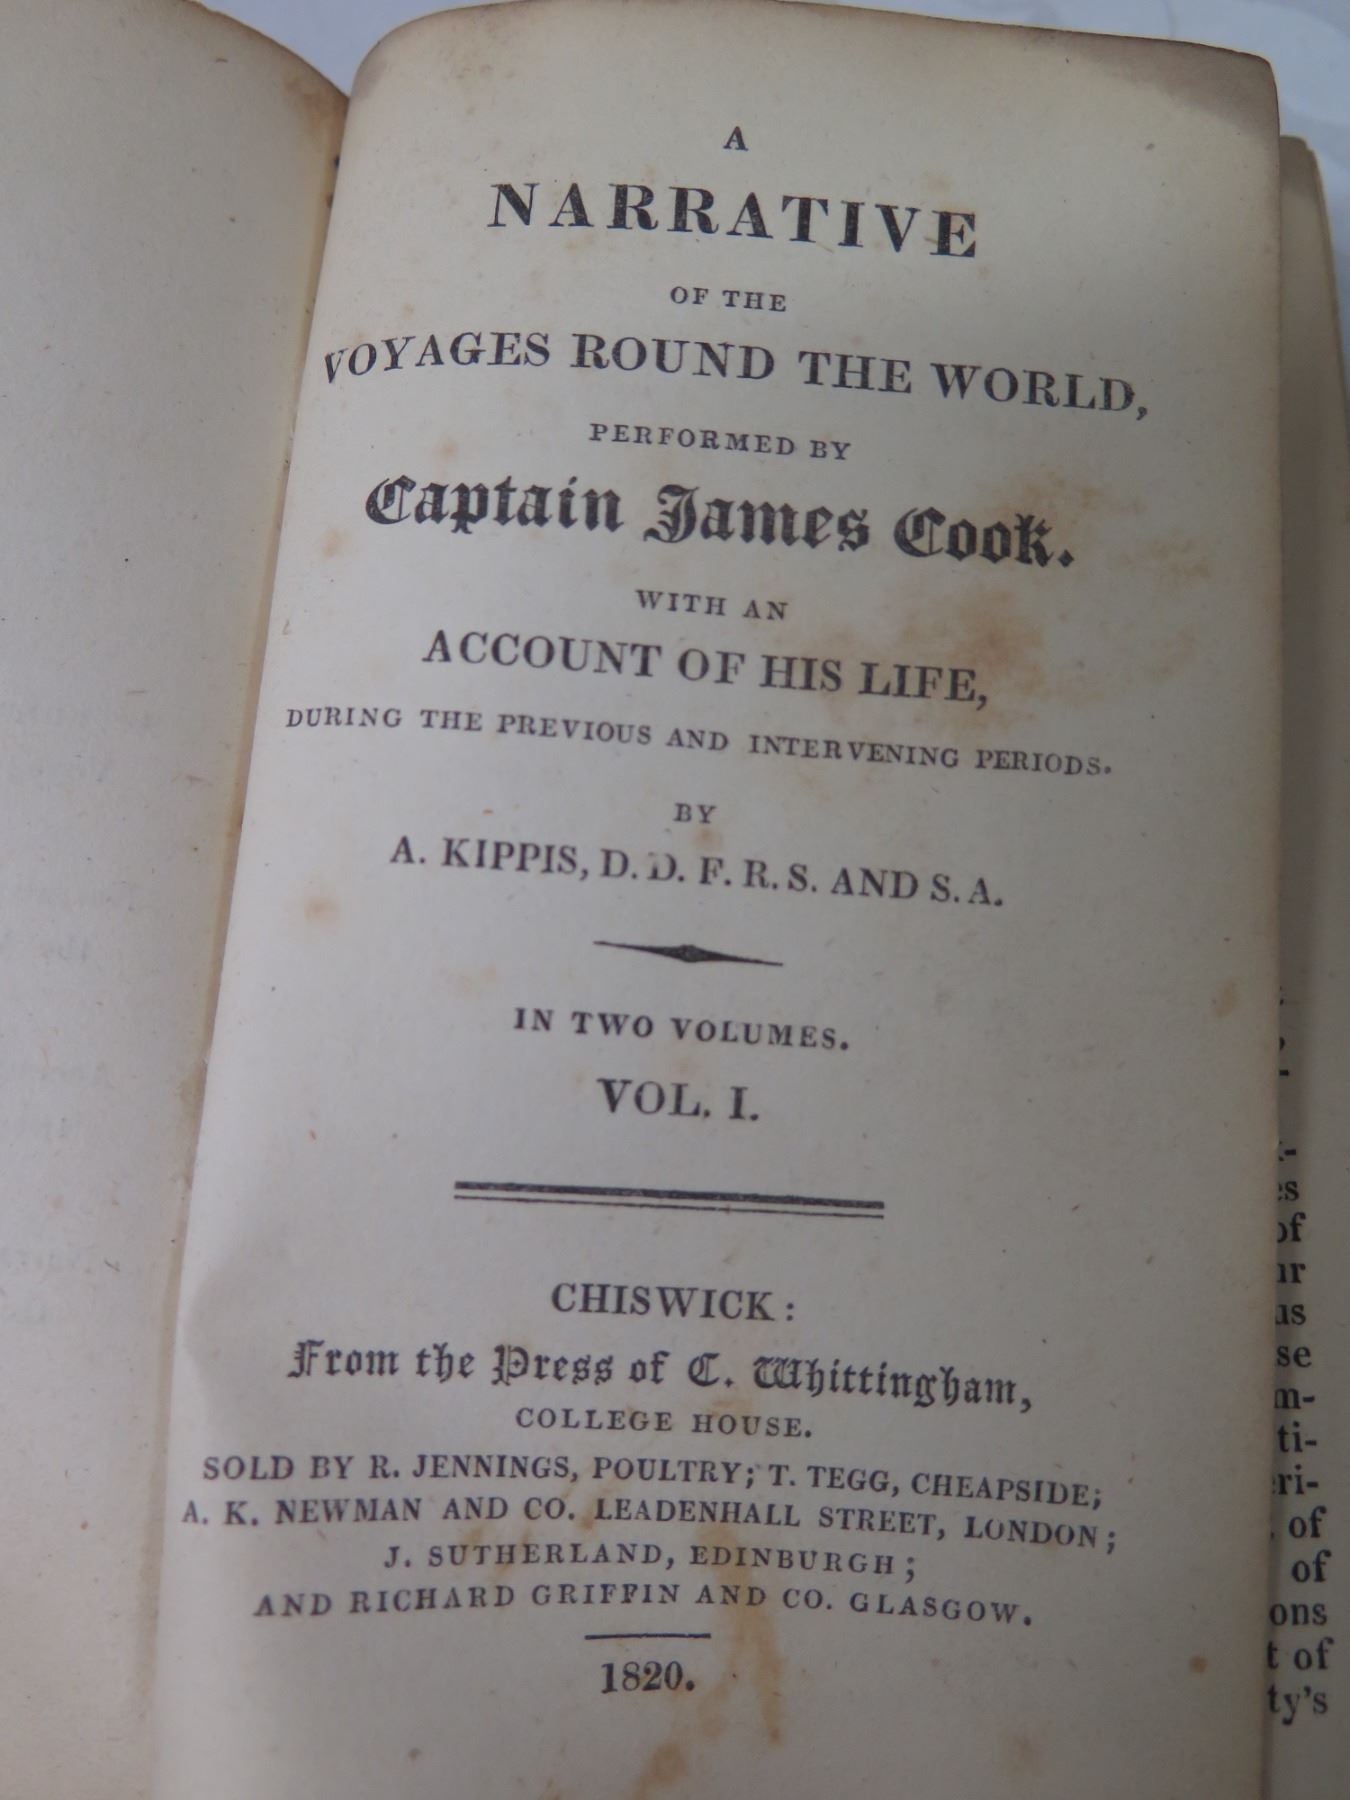 A
NARRATIVE
OF THE
VOYAGES ROUND THE WORLD,
PERFORMED BY
Captain James Cook.
WITH AN
ACCOUNT OF HIS LIFE,
DURING THE PREVIOUS AND INTERVENING PERIODS.
BY
A. KIPPIS, D. D. F. R. S. AND S. A.
IN TWO VOLUMES.
VOL. I.
CHISWICK:
From the Press of C. Whittingham,
COLLEGE HOUSE.
SOLD BY R. JENNINGS, POULTRY; T. TEGG, CHEAPSIDE;
A. K. NEWMAN AND CO. LEADENHALL STREET, LONDON;
J. SUTHERLAND, EDINBURGH;
AND RICHARD GRIFFIN AND CO. GLASGOW.
1820.
of
of
of